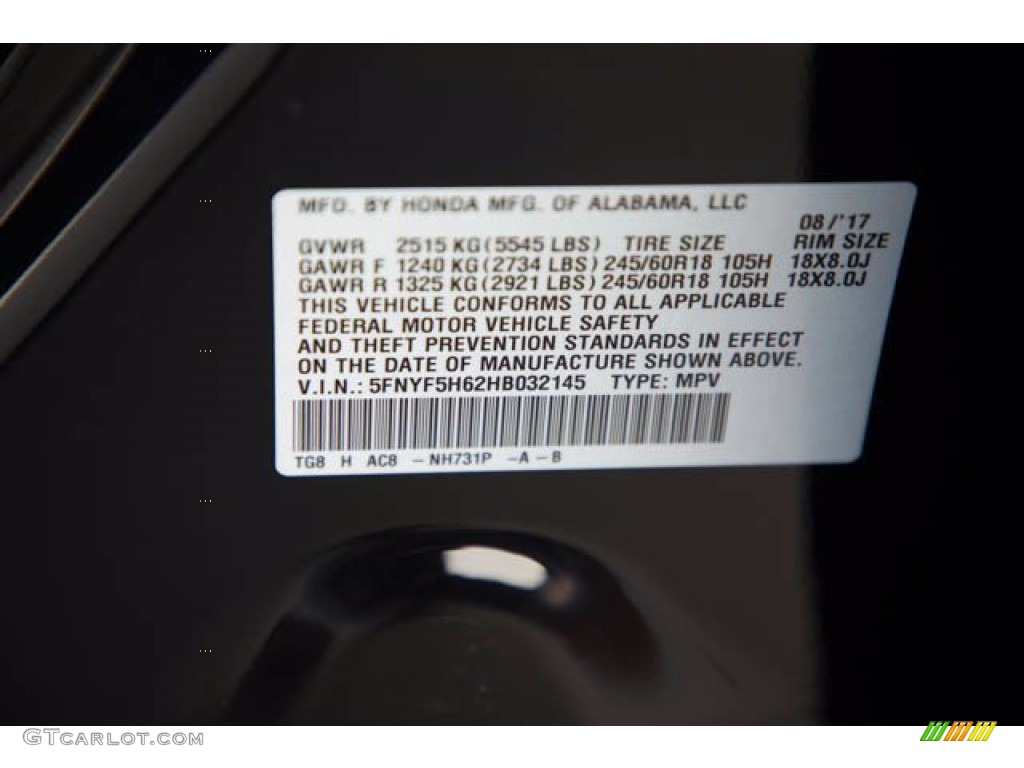 MFD. BY HONDA MFG. OF ALABAMA, LLC
08/'17
GVWR 2515 KG(5545 LBS) TIRE SIZE RIM SIZE
GAWR F 1240 KG(2734 LBS) 245/60R18 105H 18X8.0J
GAWR R 1325 KG(2921 LBS) 245/60R18 105H 18X8.0J
THIS VEHICLE CONFORMS TO ALL APPLICABLE
FEDERAL MOTOR VEHICLE SAFETY
AND THEFT PREVENTION STANDARDS IN EFFECT
ON THE DATE OF MANUFACTURE SHOWN ABOVE.
V.I.N.: 5FNYF5H62HB032145 TYPE: MPV
TG8 H AC8 -NH731P -A-B
GTCARLOT.COM